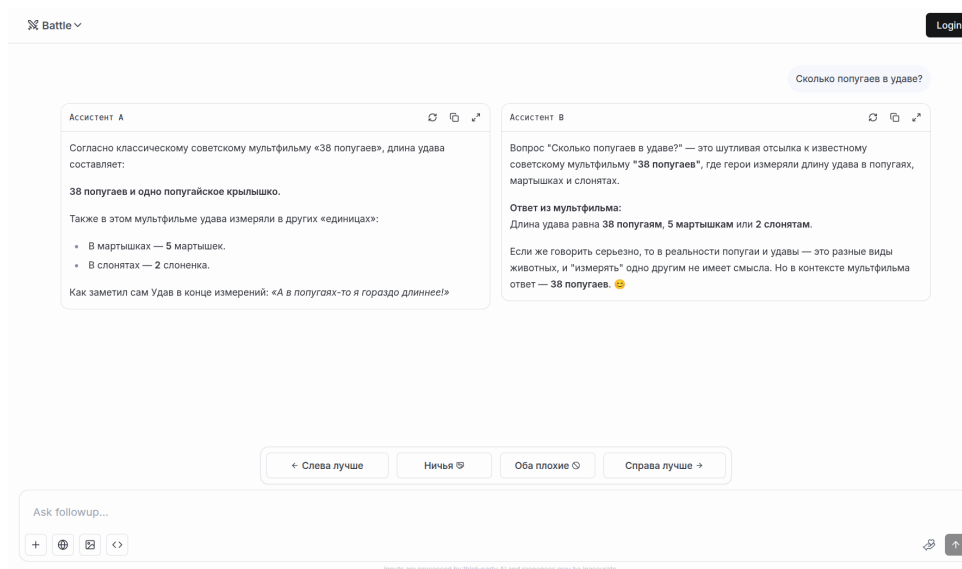 Battle
Login
Сколько попугаев в удаве?
Ассистент A
Согласно классическому советскому мультфильму «38 попугаев», длина удава
составляет:
38 попугаев и одно попугайское крылышко.
Также в этом мультфильме удава измеряли в других «единицах»:
• В мартышках — 5 мартышек.
• В слонятах — 2 слоненка.
Как заметил сам Удав в конце измерений: «А в попугаях-то я гораздо длиннее!»
Ассистент B
Вопрос "Сколько попугаев в удаве?" — это шутливая отсылка к известному
советскому мультфильму "38 попугаев", где герои измеряли длину удава в попугаях,
мартышках и слонятах.
Ответ из мультфильма:
Длина удава равна 38 попугаям, 5 мартышкам или 2 слонятам.
Если же говорить серьезно, то в реальности попугаи и удавы — это разные виды
животных, и "измерять" одно другим не имеет смысла. Но в контексте мультфильма
ответ — 38 попугаев. 😊
← Слева лучше
Ничья
Оба плохие
Справа лучше →
Ask followup...